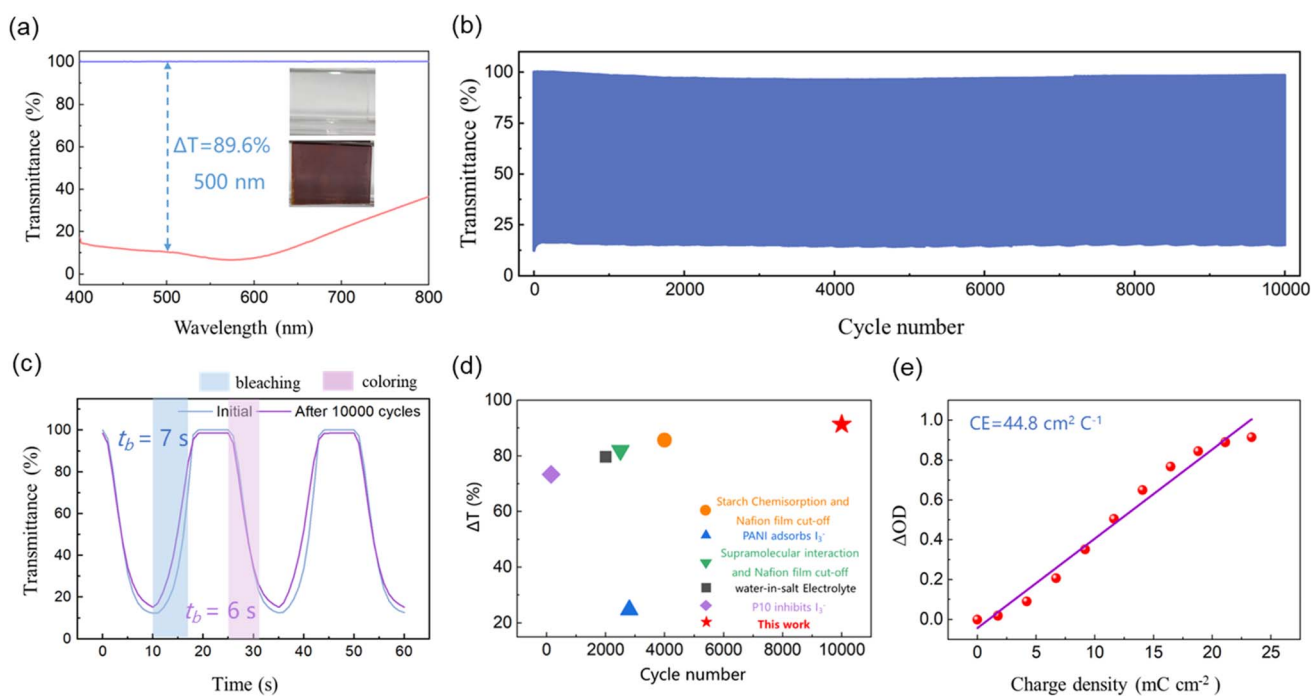 (a)
Transmittance (%)
100
80
60
40
20
0
ΔT=89.6%
500 nm
400
500
600
700
800
Wavelength (nm)
(b)
Transmittance (%)
100
75
50
25
0
0
2000
4000
6000
8000
10000
Cycle number
(c)
bleaching
coloring
Initial
After 10000 cycles
Transmittance (%)
100
80
60
40
20
0
t_b = 7 s
t_b = 6 s
0
10
20
30
40
50
60
Time (s)
(d)
ΔT (%)
100
80
60
40
20
Starch Chemisorption and
Nafion film cut-off
PANI adsorbs I₃⁻
Supramolecular interaction
and Nafion film cut-off
water-in-salt Electrolyte
P10 inhibits I₃⁻
This work
0
2000
4000
6000
8000
10000
Cycle number
(e)
CE=44.8 cm² C⁻¹
ΔOD
1.0
0.8
0.6
0.4
0.2
0.0
0
5
10
15
20
25
Charge density (mC cm⁻²)